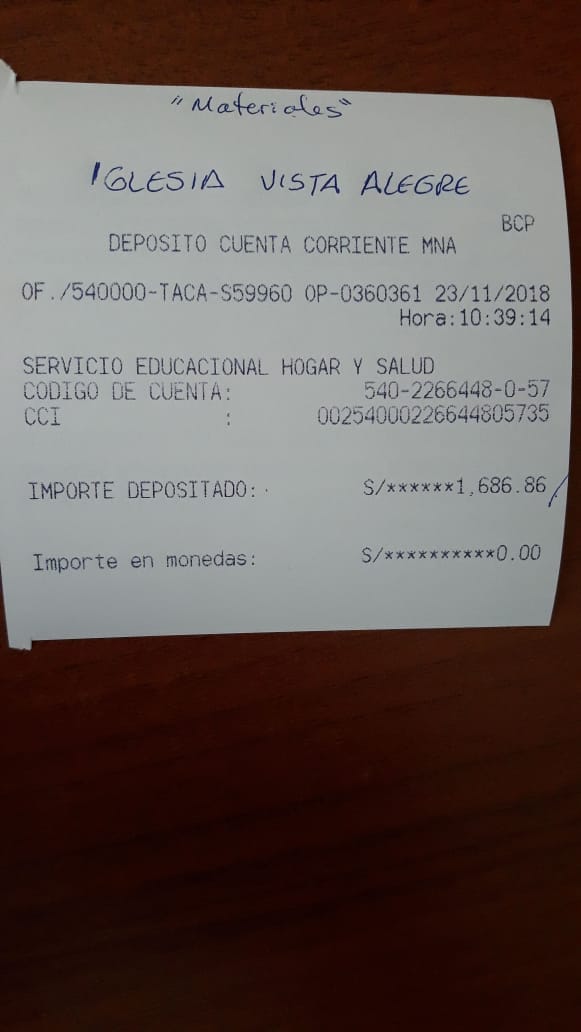 "Materiales"
IGLESIA VISTA ALEGRE
BCP
DEPOSITO CUENTA CORRIENTE MNA
OF./540000-TACA-S59960 OP-0360361 23/11/2018
Hora:10:39:14
SERVICIO EDUCACIONAL HOGAR Y SALUD
CODIGO DE CUENTA: 540-2266448-0-57
CCI : 00254000226644805735
IMPORTE DEPOSITADO: S/******1,686.86
Importe en monedas: S/**********0.00